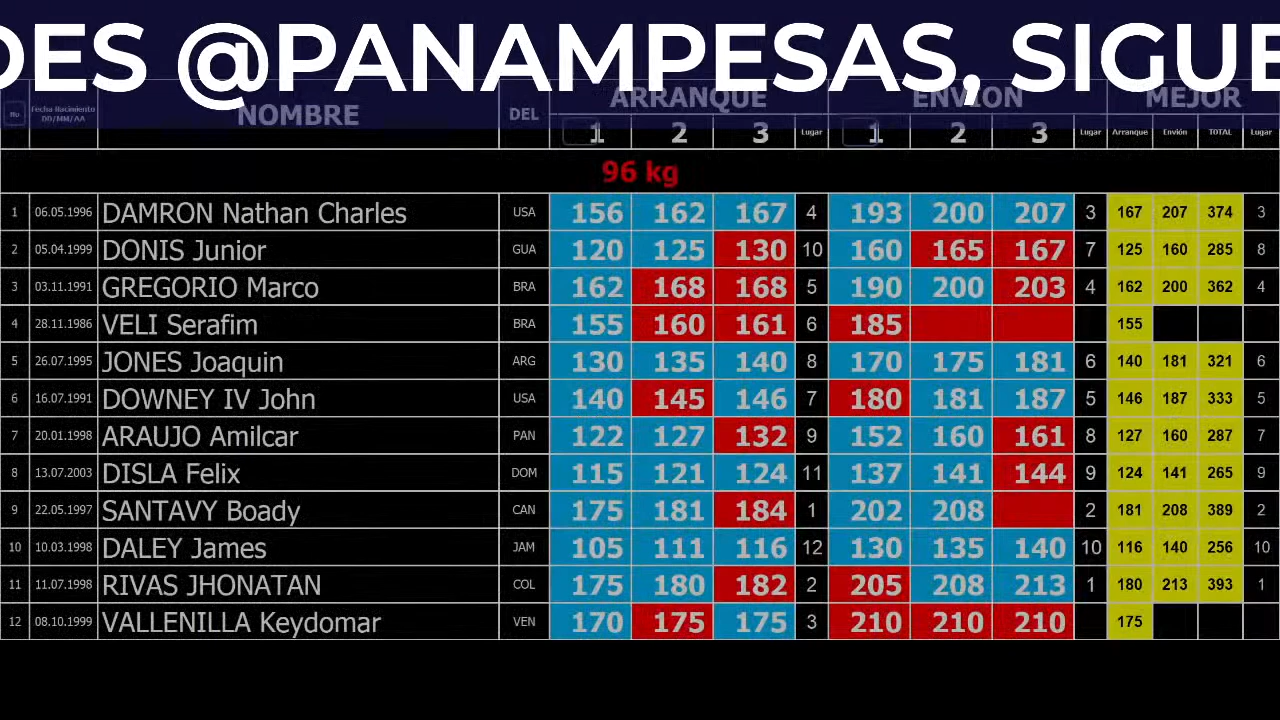 DES @PANAMPESAS, SIGUE
No Fecha Nacimiento DD/MM/AA NOMBRE DEL ARRANQUE ENVION MEJOR
1 2 3 Lugar 1 2 3 Lugar Arranque Envión TOTAL Lugar
96 kg
1 06.05.1996 DAMRON Nathan Charles USA 156 162 167 4 193 200 207 3 167 207 374 3
2 05.04.1999 DONIS Junior GUA 120 125 130 10 160 165 167 7 125 160 285 8
3 03.11.1991 GREGORIO Marco BRA 162 168 168 5 190 200 203 4 162 200 362 4
4 28.11.1986 VELI Serafim BRA 155 160 161 6 185 155
5 26.07.1995 JONES Joaquin ARG 130 135 140 8 170 175 181 6 140 181 321 6
6 16.07.1991 DOWNEY IV John USA 140 145 146 7 180 181 187 5 146 187 333 5
7 20.01.1998 ARAUJO Amilcar PAN 122 127 132 9 152 160 161 8 127 160 287 7
8 13.07.2003 DISLA Felix DOM 115 121 124 11 137 141 144 9 124 141 265 9
9 22.05.1997 SANTAVY Boady CAN 175 181 184 1 202 208 2 181 208 389 2
10 10.03.1998 DALEY James JAM 105 111 116 12 130 135 140 10 116 140 256 10
11 11.07.1998 RIVAS JHONATAN COL 175 180 182 2 205 208 213 1 180 213 393 1
12 08.10.1999 VALLENILLA Keydomar VEN 170 175 175 3 210 210 210 175